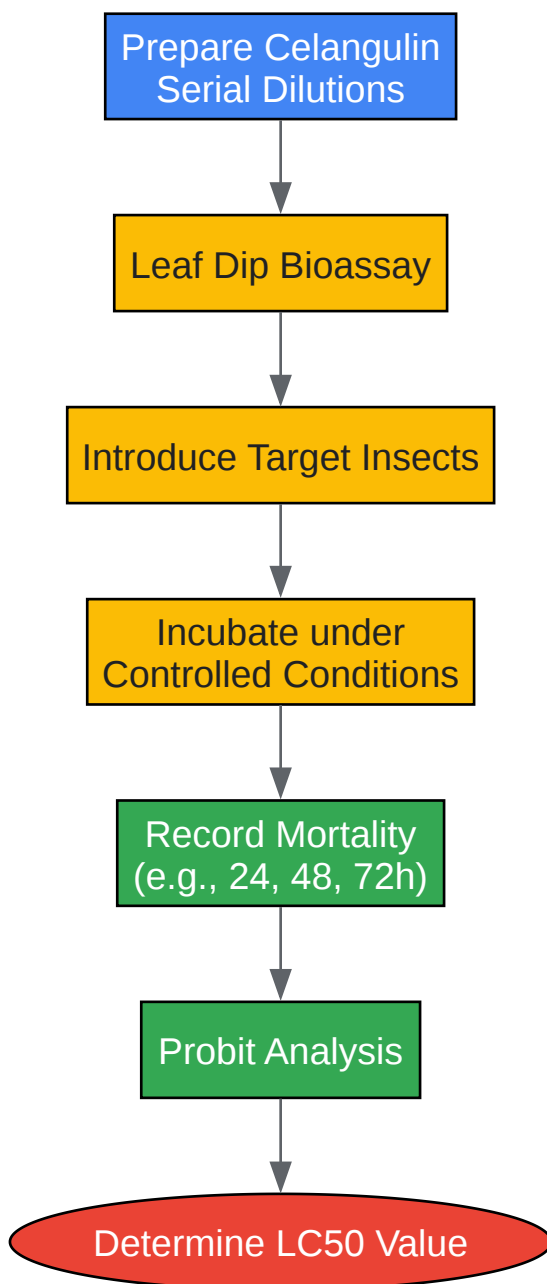 Prepare Celangulin
Serial Dilutions
Leaf Dip Bioassay
Introduce Target Insects
Incubate under
Controlled Conditions
Record Mortality
(e.g., 24, 48, 72h)
Probit Analysis
Determine LC50 Value